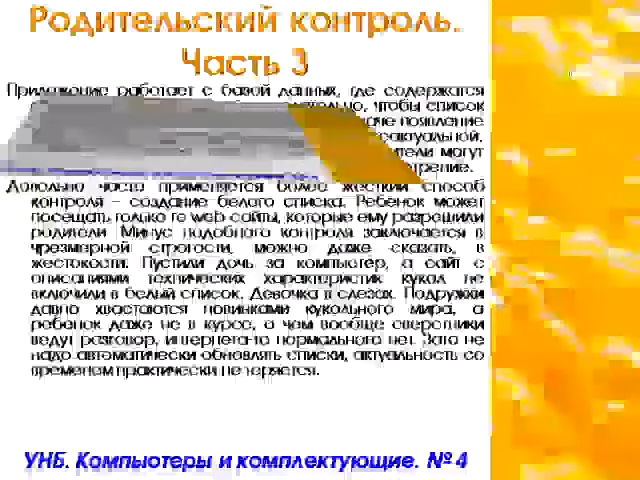 Родительский контроль.
Часть 3
Приложение работает с базой данных, где содержатся
чтобы список
появление
неактуальной.
могут
Довольно часто применяется более жесткий способ
контроля – создание белого списка. Ребенок может
посещать только те web-сайты, которые ему разрешили
родители. Минус подобного контроля заключается в
чрезмерной строгости, можно даже сказать, в
жестокости. Пустили дочь за компьютер, а сайт с
описаниями технических характеристик кукол не
включили в белый список. Девочка в слезах. Подружки
давно хвастаются новинками кукольного мира, а
ребенок даже не в курсе, о чем вообще сверстники
ведут разговор, интернета-то нормального нет. Зато не
надо автоматически обновлять списки, актуальность со
временем практически не теряется.
УНБ. Компьютеры и комплектующие. № 4